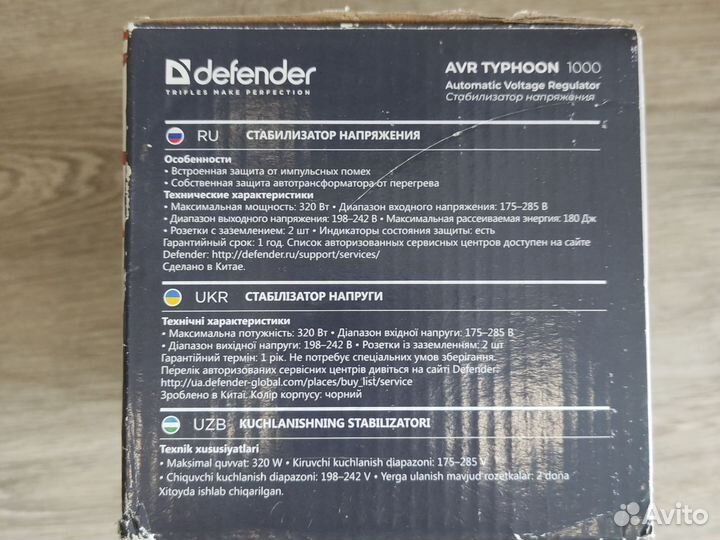 defender
TRIFLES MAKE PERFECTION
AVR TYPHOON 1000
Automatic Voltage Regulator
Стабилизатор напряжения
RU СТАБИЛИЗАТОР НАПРЯЖЕНИЯ
Особенности
• Встроенная защита от импульсных помех
• Собственная защита автотрансформатора от перегрева
Технические характеристики
• Максимальная мощность: 320 Вт • Диапазон входного напряжения: 175–285 В
• Диапазон выходного напряжения: 198–242 В • Максимальная рассеиваемая энергия: 180 Дж
• Розетки с заземлением: 2 шт • Индикаторы состояния защиты: есть
Гарантийный срок: 1 год. Список авторизованных сервисных центров доступен на сайте
Defender: http://defender.ru/support/services/
Сделано в Китае.
UKR СТАБІЛІЗАТОР НАПРУГИ
Технічні характеристики
• Максимальна потужність: 320 Вт • Діапазон вхідної напруги: 175–285 В
• Діапазон вихідної напруги: 198–242 В • Розетки із заземленням: 2 шт
Гарантійний термін: 1 рік. Не потребує спеціальних умов зберігання.
Перелік авторизованих сервісних центрів дивіться на сайті Defender:
http://ua.defender-global.com/places/buy_list/service
Зроблено в Китаї. Колір корпусу: чорний
UZB KUCHLANISHNING STABILIZATORI
Texnik xususiyatlari
• Maksimal quvvat: 320 W • Kiruvchi kuchlanish diapazoni: 175–285 V
• Chiquvchi kuchlanish diapazoni: 198–242 V • Yerga ulanish mavjud rozetkalar: 2 dona
Xitoyda ishlab chiqarilgan.
Avito